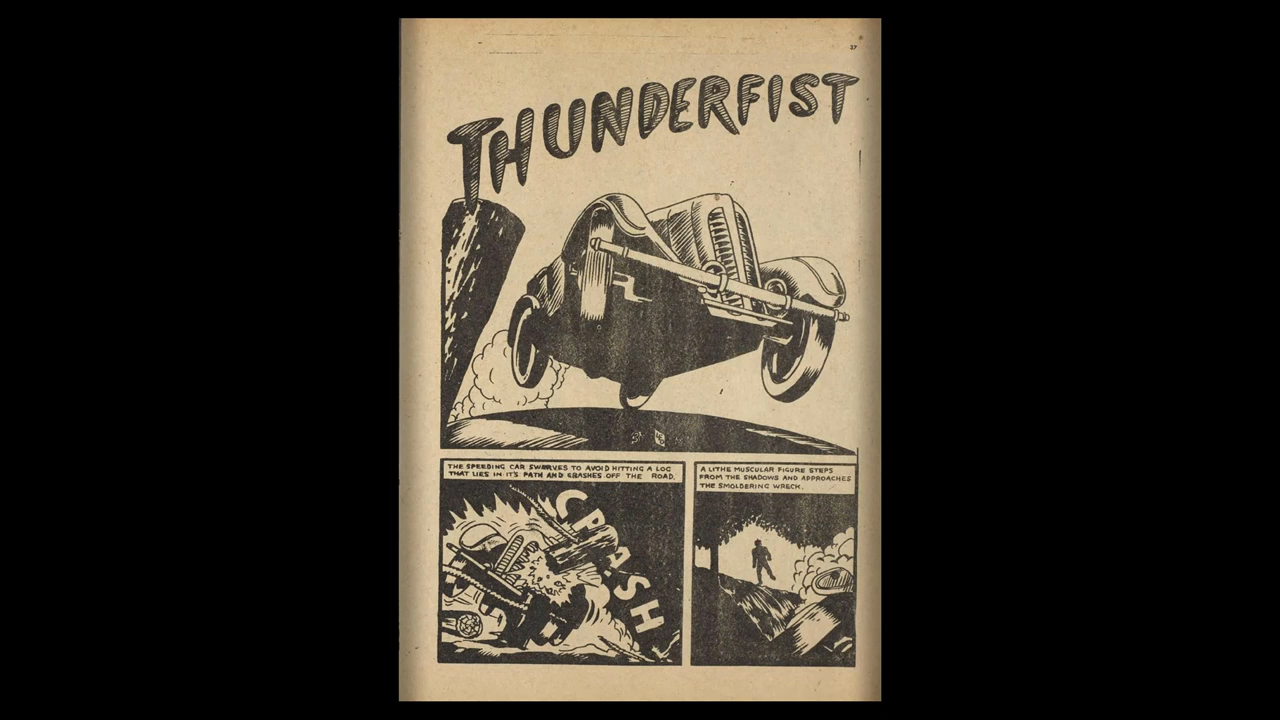 27
THUNDERFIST
THE SPEEDING CAR SWERVES TO AVOID HITTING A LOG
THAT LIES IN IT'S PATH AND CRASHES OFF THE ROAD.
A LITHE MUSCULAR FIGURE STEPS
FROM THE SHADOWS AND APPROACHES
THE SMOLDERING WRECK.
CRASH